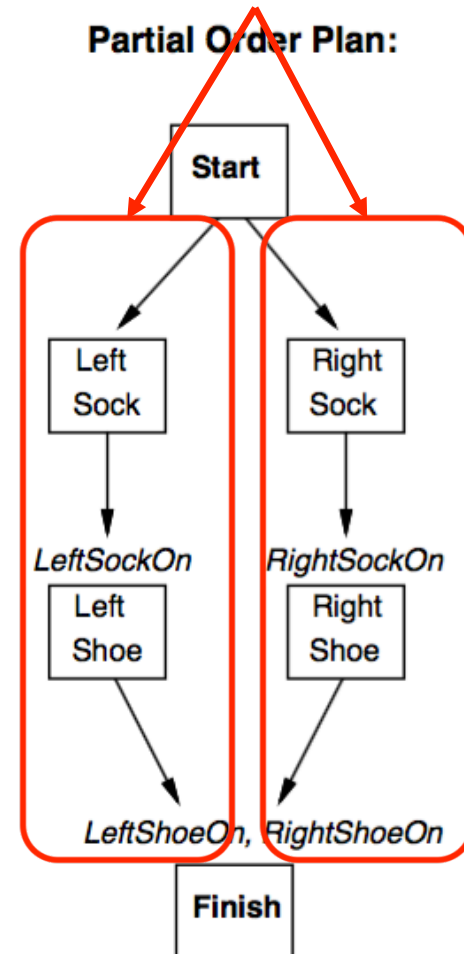 Partial Order Plan:
Start
Left
Sock
Right
Sock
LeftSockOn
RightSockOn
Left
Shoe
Right
Shoe
LeftShoeOn, RightShoeOn
Finish